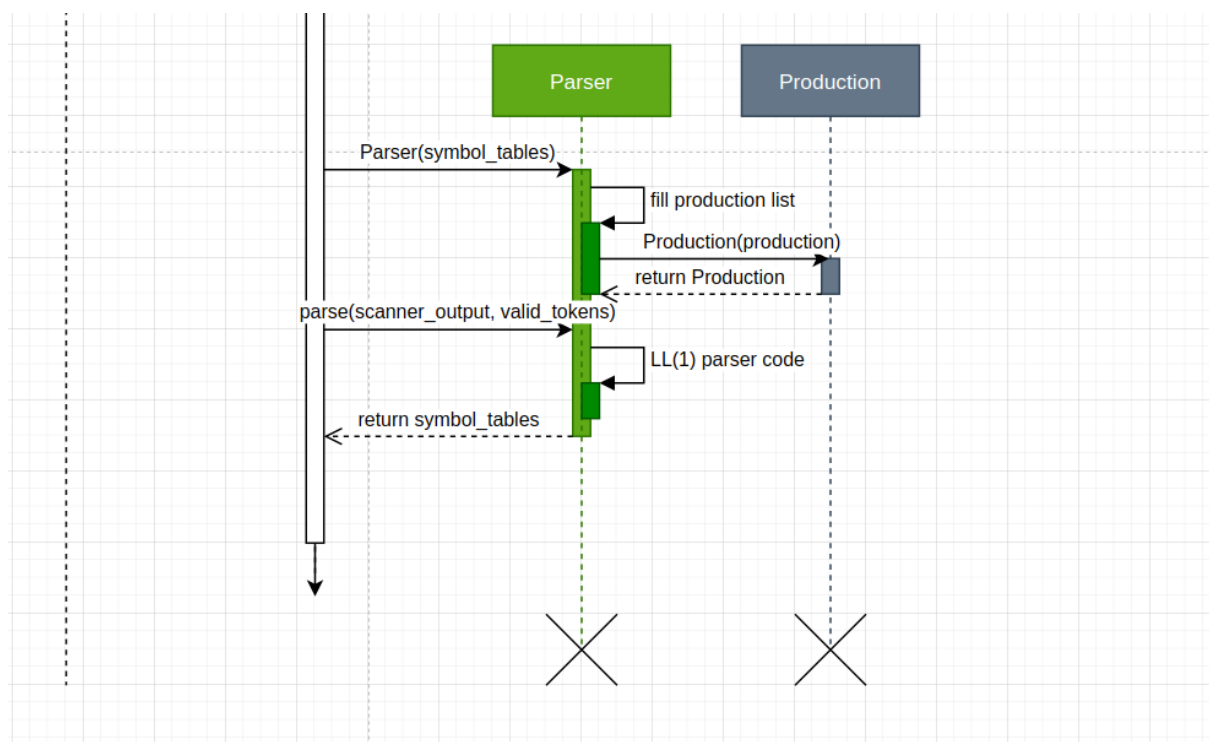 Parser
Production
Parser(symbol_tables)
fill production list
Production(production)
return Production
parse(scanner_output, valid_tokens)
LL(1) parser code
return symbol_tables